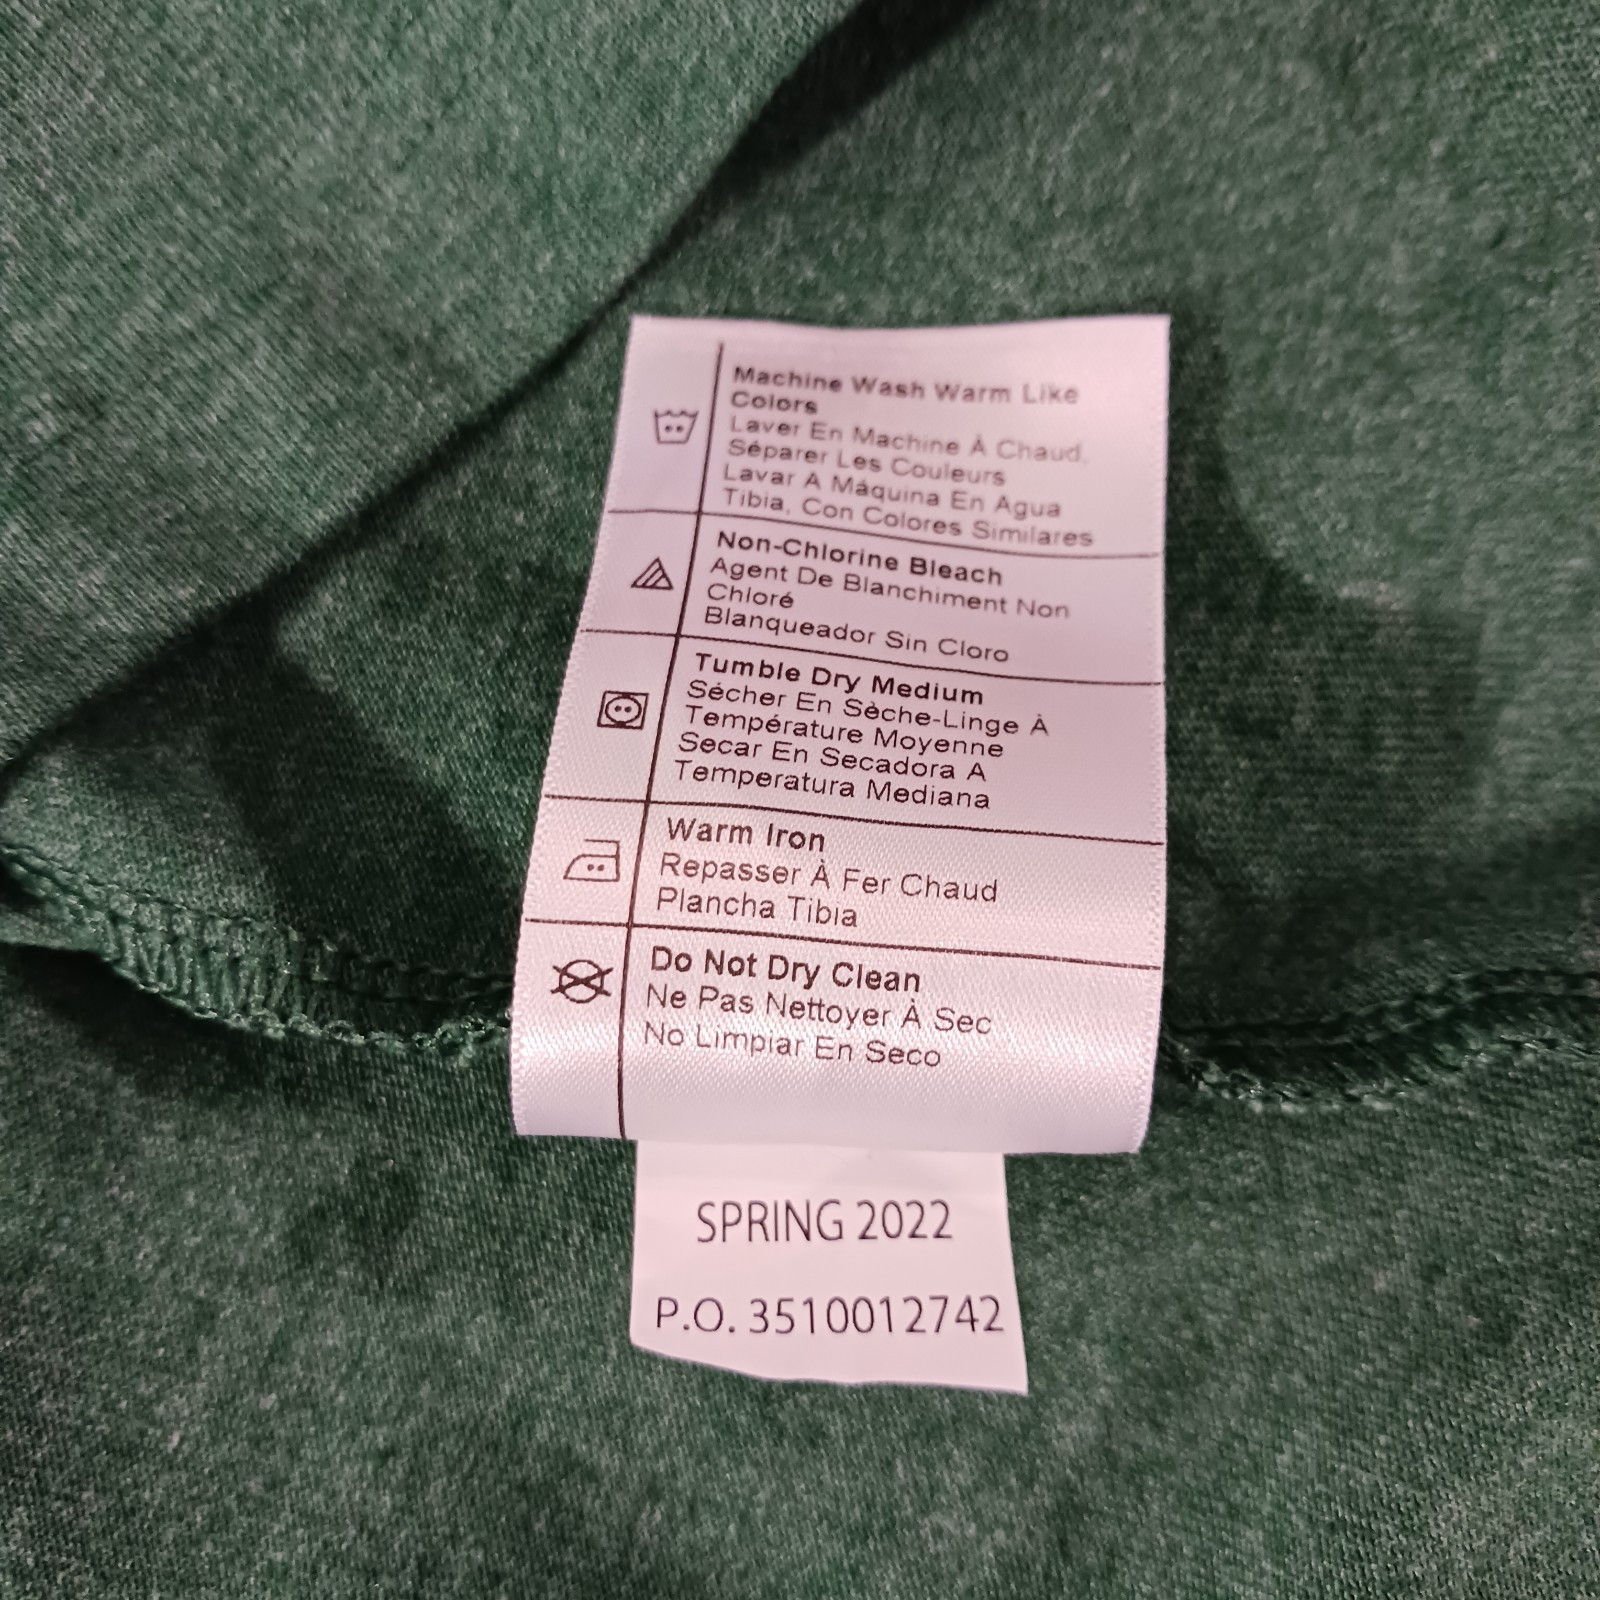 Machine Wash Warm Like
Colors
Laver En Machine À Chaud,
Séparer Les Couleurs
Lavar A Máquina En Agua
Tibia, Con Colores Similares
Non-Chlorine Bleach
Agent De Blanchiment Non
Chloré
Blanqueador Sin Cloro
Tumble Dry Medium
Sécher En Sèche-Linge À
Température Moyenne
Secar En Secadora A
Temperatura Mediana
Warm Iron
Repasser À Fer Chaud
Plancha Tibia
Do Not Dry Clean
Ne Pas Nettoyer À Sec
No Limpiar En Seco
SPRING 2022
P.O. 3510012742